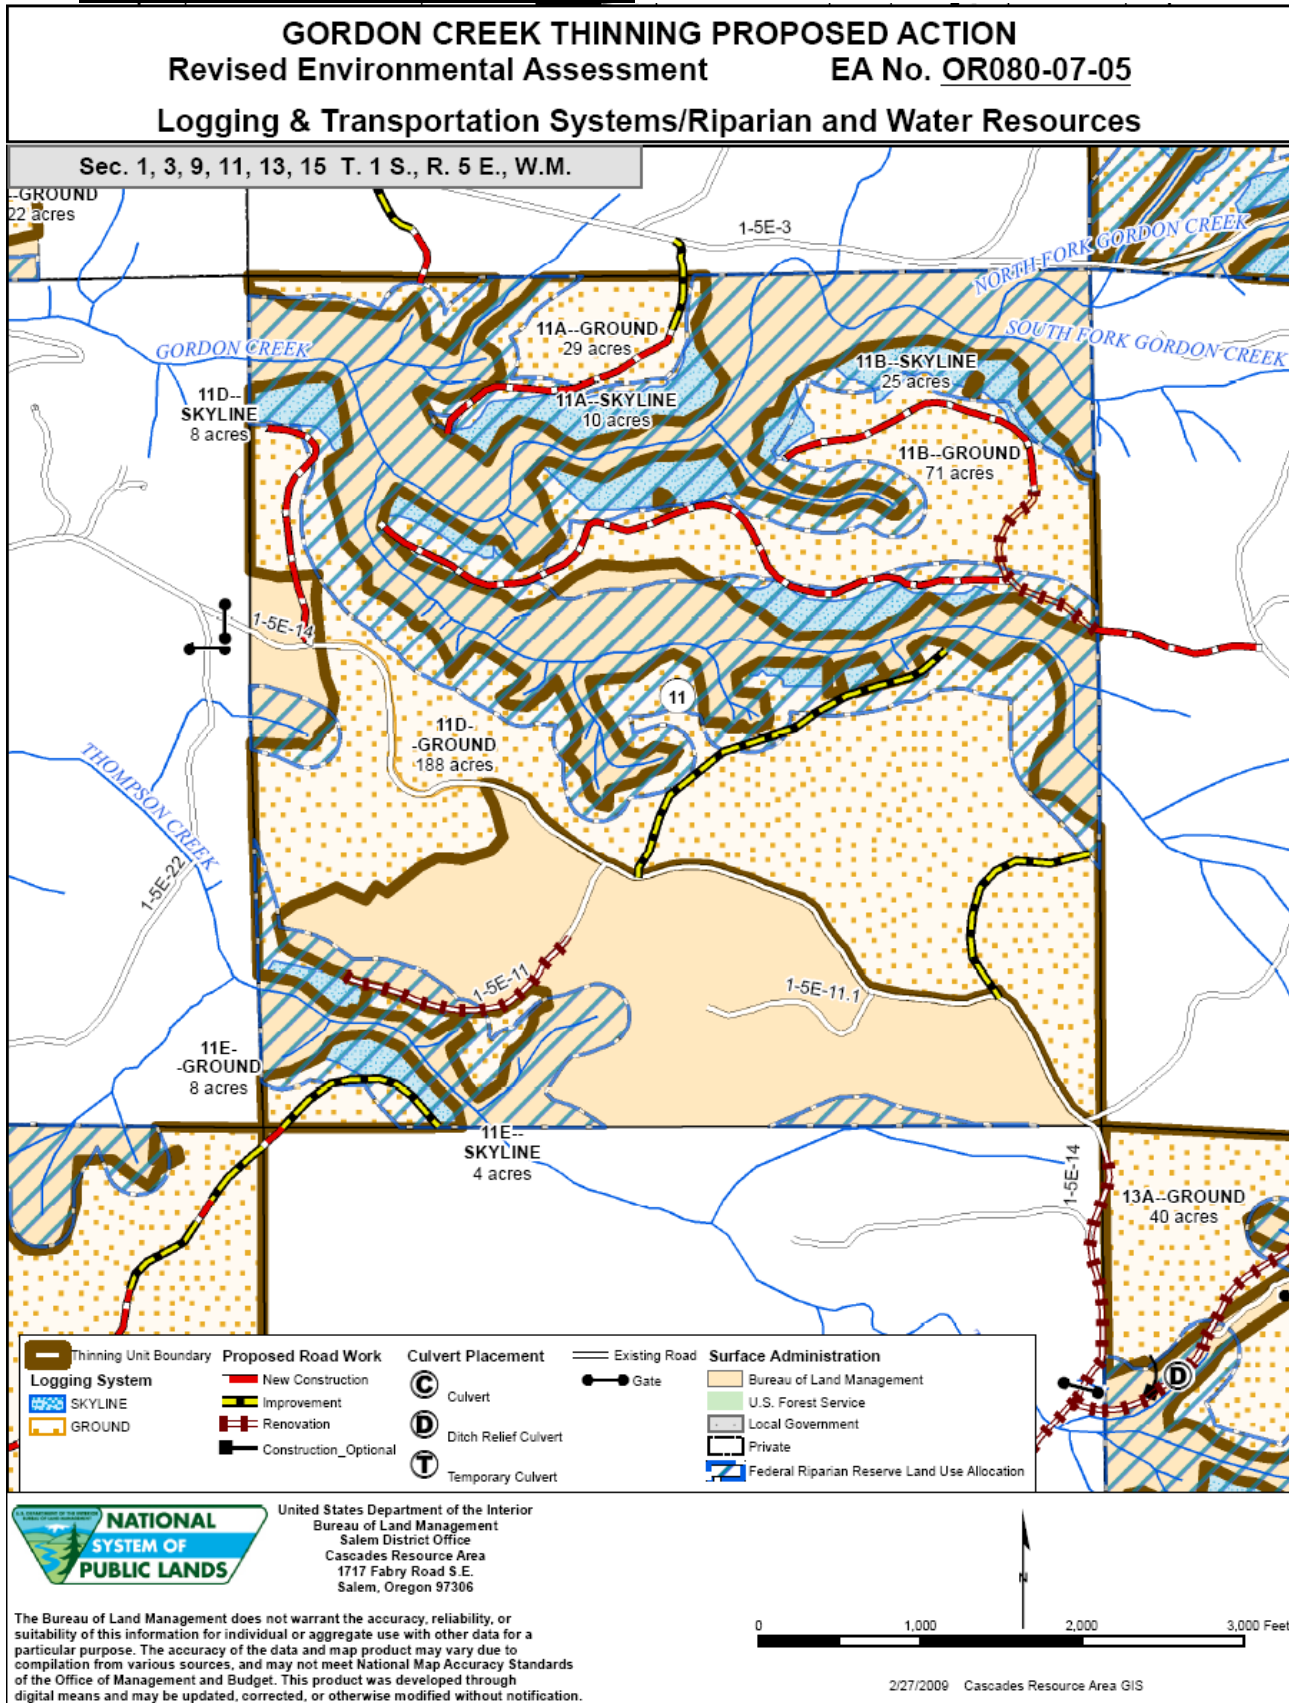 GORDON CREEK THINNING PROPOSED ACTION
Revised Environmental Assessment EA No. OR080-07-05
Logging & Transportation Systems/Riparian and Water Resources
Sec. 1, 3, 9, 11, 13, 15 T. 1 S., R. 5 E., W.M.
-GROUND
22 acres
1-5E-3
NORTH FORK GORDON CREEK
SOUTH FORK GORDON CREEK
GORDON CREEK
11A--GROUND
29 acres
11B--SKYLINE
25 acres
11D--
SKYLINE
8 acres
11A--SKYLINE
10 acres
11B--GROUND
71 acres
1-5E-14
11
11D-
-GROUND
188 acres
THOMPSON CREEK
1-5E-22
1-5E-11
1-5E-11.1
11E-
-GROUND
8 acres
11E--
SKYLINE
4 acres
1-5E-14
13A--GROUND
40 acres
D
Thinning Unit Boundary
Logging System
SKYLINE
GROUND
Proposed Road Work
New Construction
Improvement
Renovation
Construction_Optional
Culvert Placement
C Culvert
D Ditch Relief Culvert
T Temporary Culvert
Existing Road
Gate
Surface Administration
Bureau of Land Management
U.S. Forest Service
Local Government
Private
Federal Riparian Reserve Land Use Allocation
NATIONAL
SYSTEM OF
PUBLIC LANDS
United States Department of the Interior
Bureau of Land Management
Salem District Office
Cascades Resource Area
1717 Fabry Road S.E.
Salem, Oregon 97306
The Bureau of Land Management does not warrant the accuracy, reliability, or
suitability of this information for individual or aggregate use with other data for a
particular purpose. The accuracy of the data and map product may vary due to
compilation from various sources, and may not meet National Map Accuracy Standards
of the Office of Management and Budget. This product was developed through
digital means and may be updated, corrected, or otherwise modified without notification.
N
0 1,000 2,000 3,000 Feet
2/27/2009 Cascades Resource Area GIS